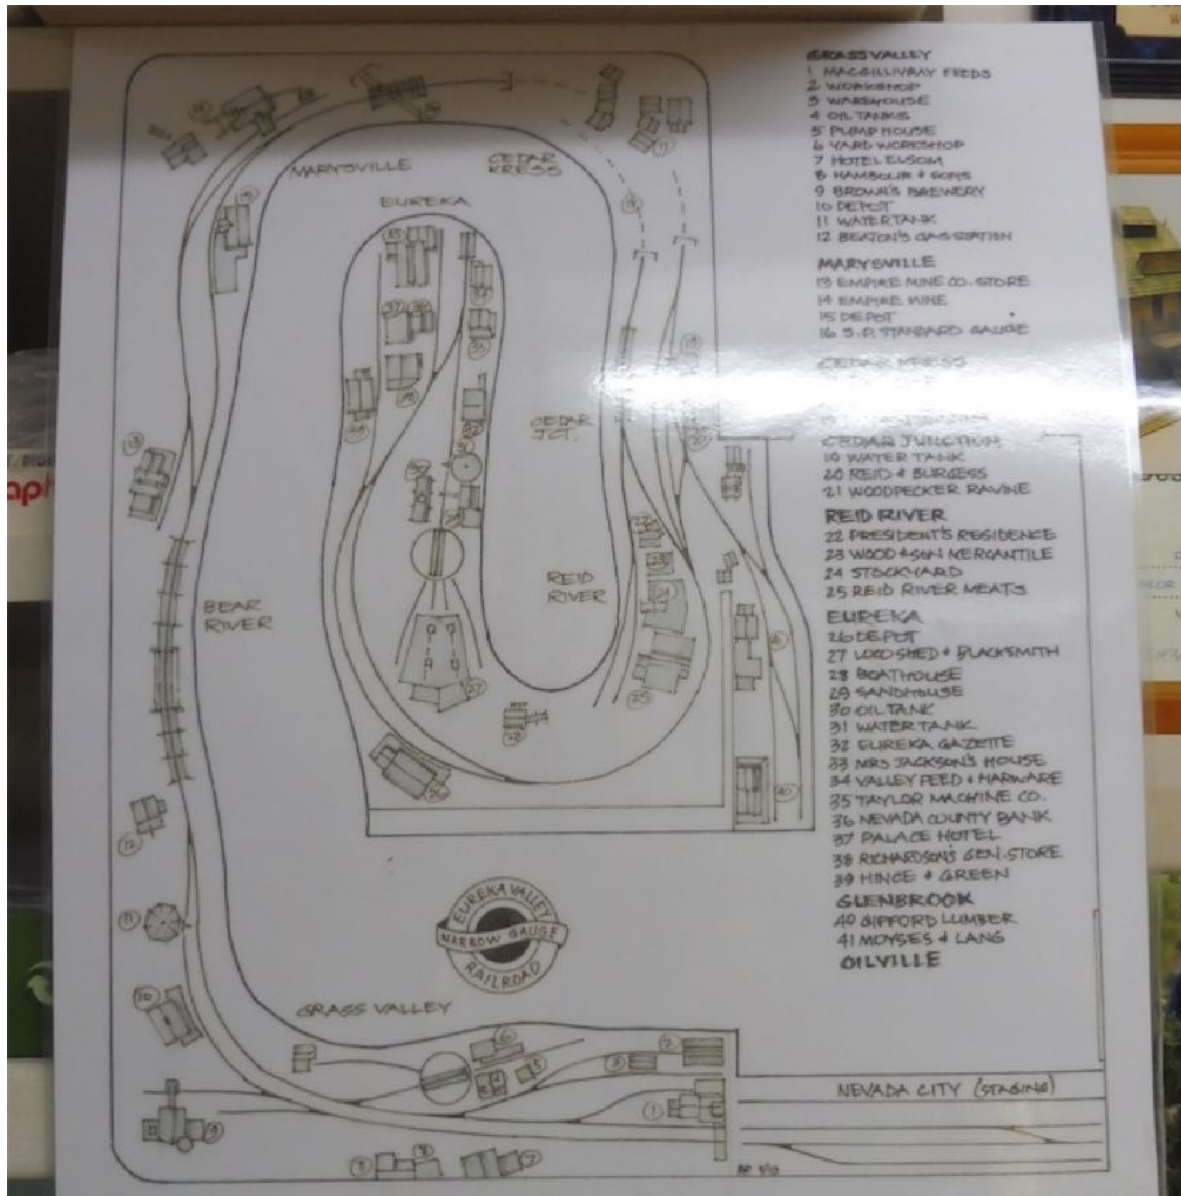 GRASS VALLEY
1 MACGILLIVRAY FEEDS
2 WORKSHOP
3 WAREHOUSE
4 OIL TANKS
5 PUMP HOUSE
6 YARD WORKSHOP
7 HOTEL ELSOM
8 HAMBOUR + SONS
9 BROWN'S BREWERY
10 DEPOT
11 WATER TANK
12 BEATON'S GAS STATION
MARYSVILLE
13 EMPIRE MINE CO. STORE
14 EMPIRE MINE
15 DEPOT
16 S.P. STANDARD GAUGE
CEDAR KRESS
CEDAR JUNCTION
19 WATER TANK
20 REID & BURGESS
21 WOODPECKER RAVINE
REID RIVER
22 PRESIDENT'S RESIDENCE
23 WOOD & SON MERCANTILE
24 STOCKYARD
25 REID RIVER MEATS
EUREKA
26 DEPOT
27 LOCO SHED & BLACKSMITH
28 BOATHOUSE
29 SANDHOUSE
30 OIL TANK
31 WATER TANK
32 EUREKA GAZETTE
33 MRS JACKSON'S HOUSE
34 VALLEY FEED & HARWARE
35 TAYLOR MACHINE CO.
36 NEVADA COUNTY BANK
37 PALACE HOTEL
38 RICHARDSON'S GEN. STORE
39 HINCE & GREEN
GLENBROOK
40 GIFFORD LUMBER
41 MOYSES & LANG
OILVILLE
MARYSVILLE
CEDAR
KRESS
EUREKA
CEDAR
JCT.
BEAR
RIVER
REID
RIVER
EUREKA VALLEY
NARROW GAUGE
RAILROAD
GRASS VALLEY
NEVADA CITY (STAGING)